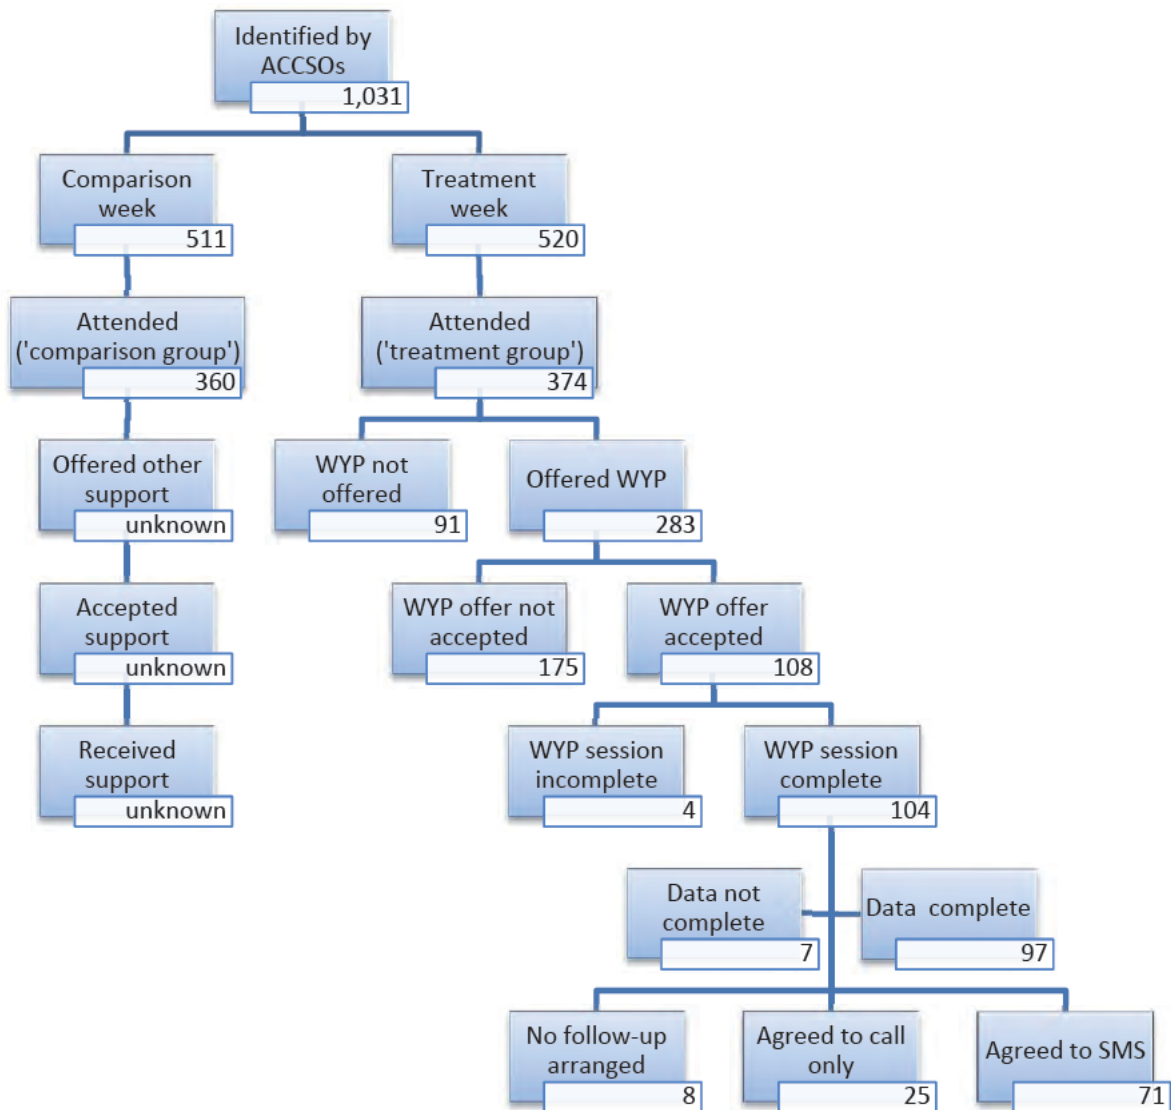 Identified by
ACCSOs
1,031
Comparison
week
511
Treatment
week
520
Attended
('comparison group')
360
Attended
('treatment group')
374
Offered other
support
unknown
WYP not
offered
91
Offered WYP
283
Accepted
support
unknown
WYP offer not
accepted
175
WYP offer
accepted
108
Received
support
unknown
WYP session
incomplete
4
WYP session
complete
104
Data not
complete
7
Data complete
97
No follow-up
arranged
8
Agreed to call
only
25
Agreed to SMS
71